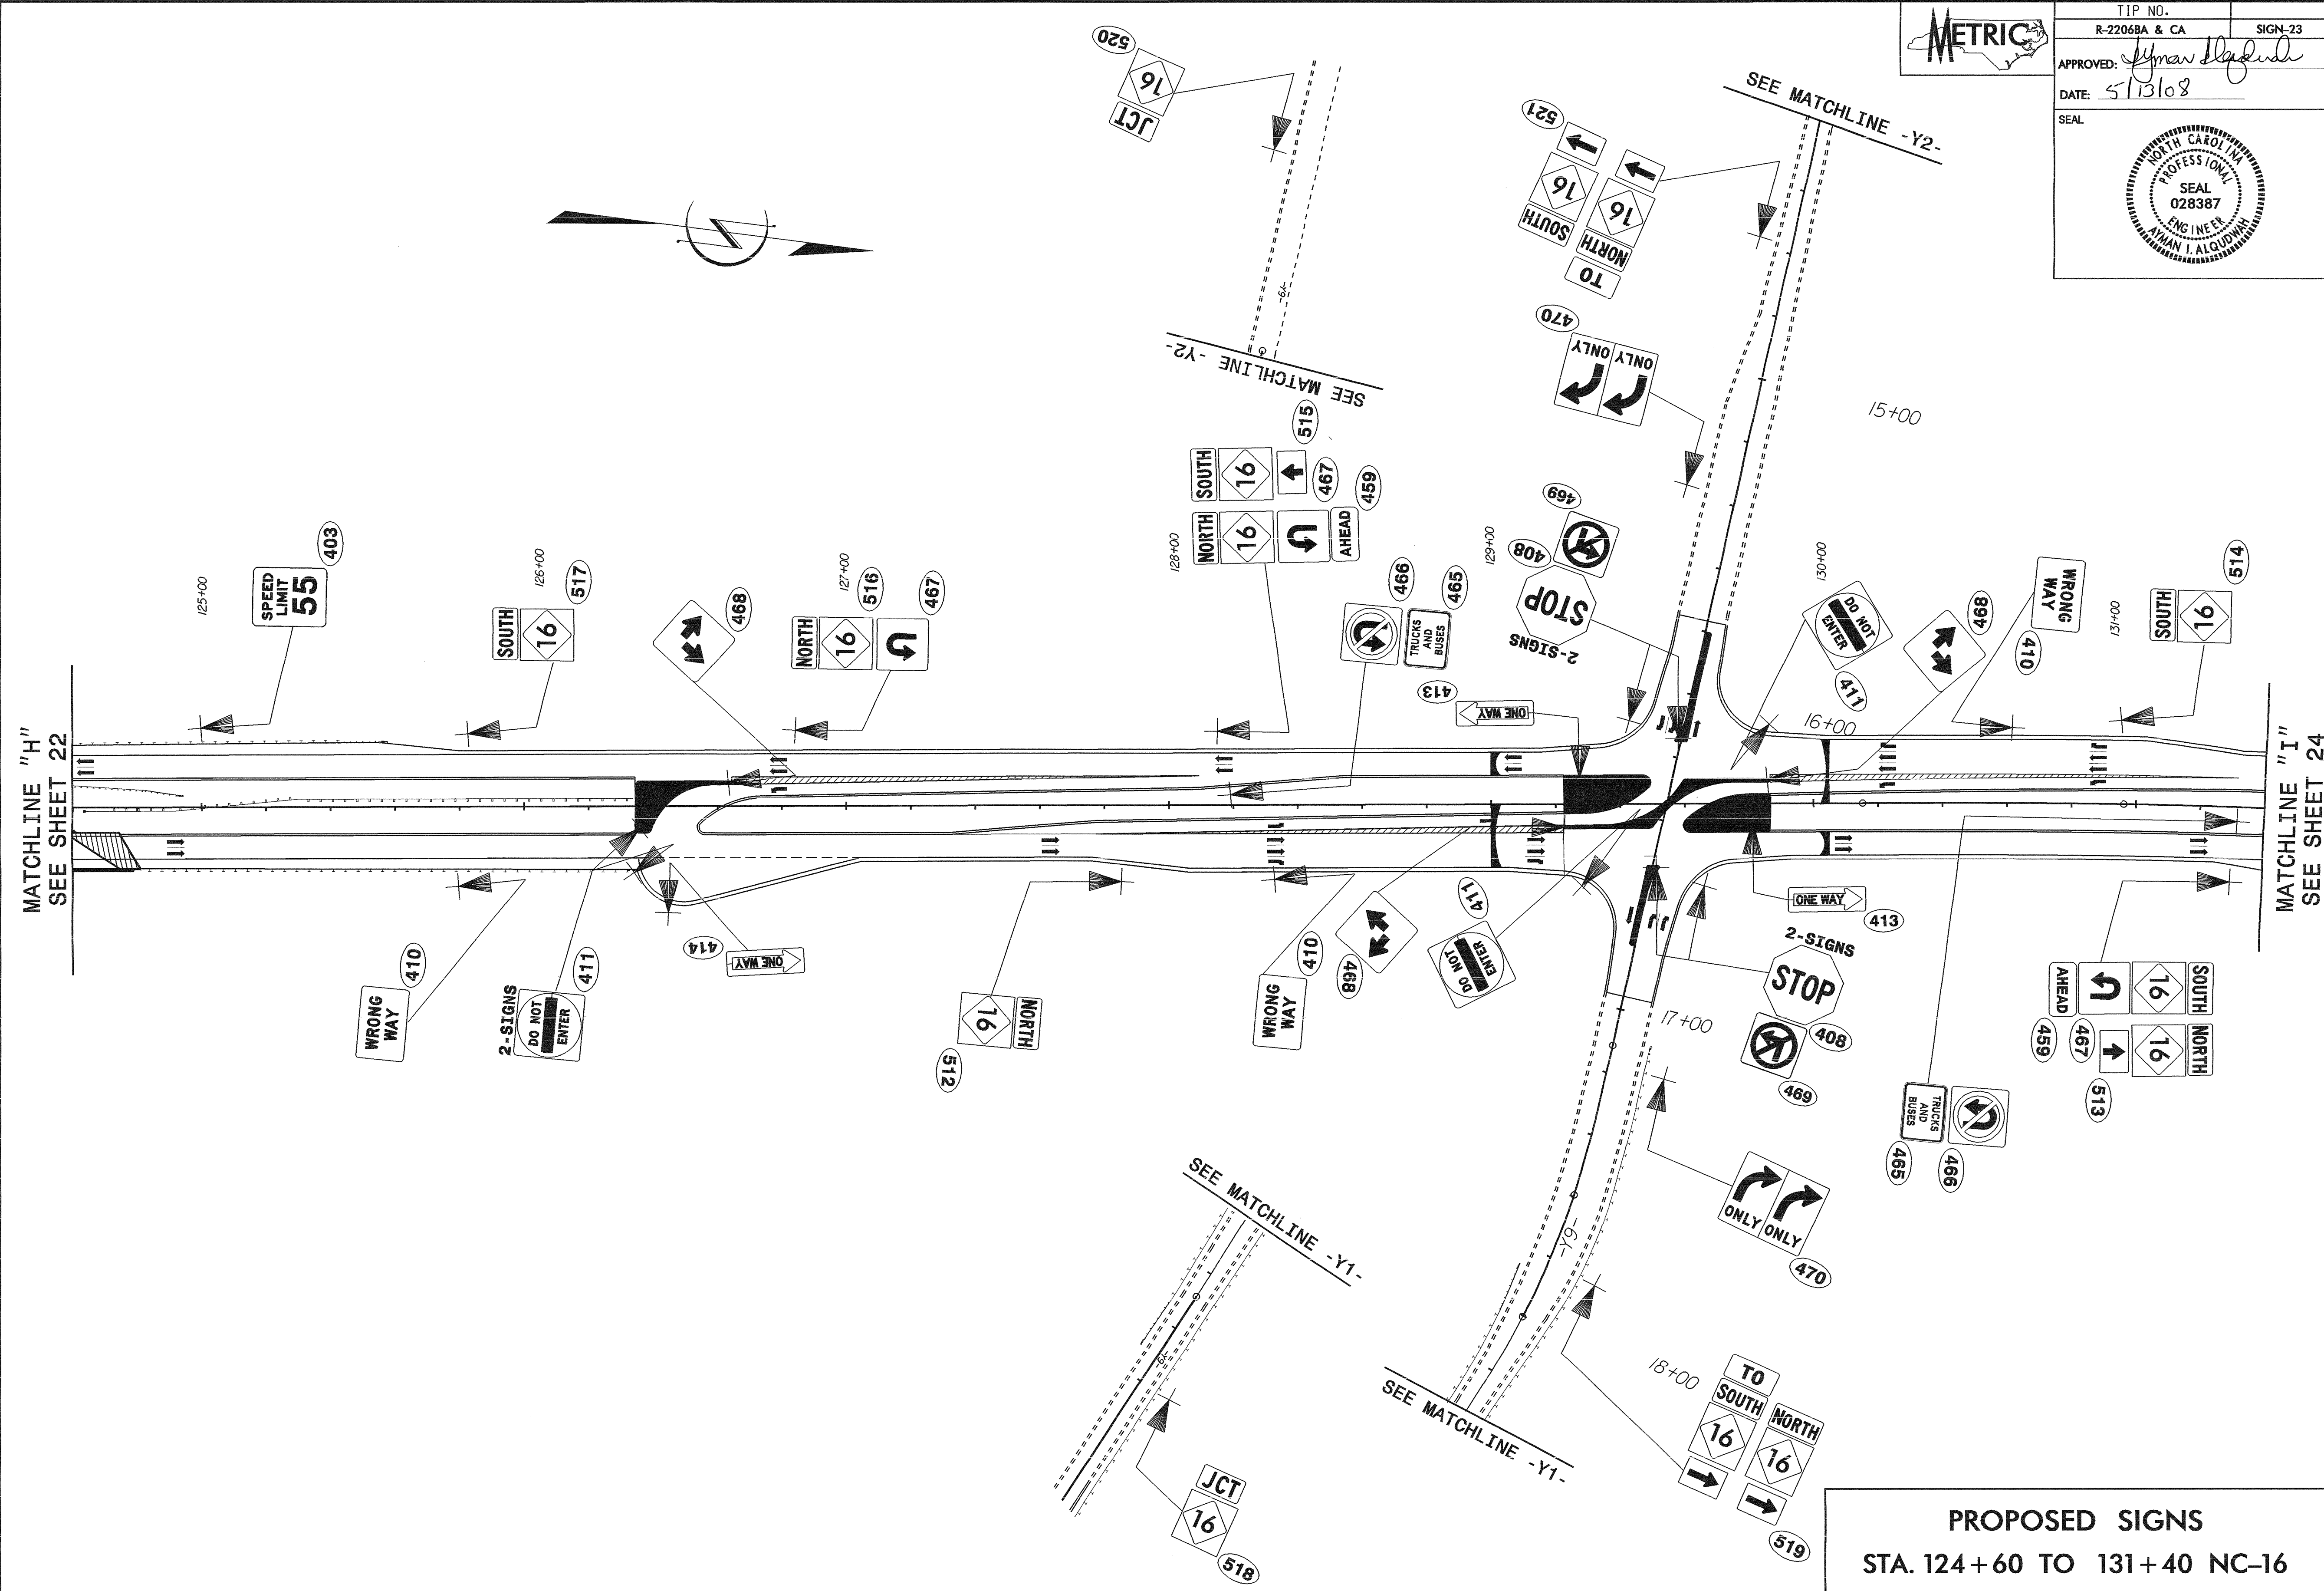 METRIC
TIP NO.
R-2206BA & CA
SIGN-23
APPROVED:
DATE: 5/13/08
SEAL
NORTH CAROLINA
PROFESSIONAL
SEAL
028387
ENGINEER
AYMAN I. ALQUDWAH
520
16
JCT
SEE MATCHLINE -Y2-
521
16
SOUTH
16
NORTH
TO
-Y9-
SEE MATCHLINE -Y2-
470
ONLY
ONLY
15+00
515
SOUTH
16
467
459
NORTH
16
AHEAD
469
408
STOP
2-SIGNS
125+00
SPEED
LIMIT
55
403
126+00
SOUTH
16
517
468
127+00
NORTH
16
516
467
128+00
466
TRUCKS
AND
BUSES
465
129+00
413
ONE WAY
130+00
DO NOT
ENTER
411
468
WRONG
WAY
410
131+00
SOUTH
16
514
16+00
MATCHLINE "H"
SEE SHEET 22
MATCHLINE "I"
SEE SHEET 24
WRONG
WAY
410
2-SIGNS
DO NOT
ENTER
411
414
ONE WAY
512
16
NORTH
WRONG
WAY
410
468
411
DO NOT
ENTER
ONE WAY
413
2-SIGNS
STOP
408
469
17+00
AHEAD
16
SOUTH
459
467
16
NORTH
513
TRUCKS
AND
BUSES
465
466
ONLY
ONLY
470
SEE MATCHLINE -Y1-
-Y9-
-Y9-
SEE MATCHLINE -Y1-
18+00
TO
SOUTH
16
NORTH
16
519
JCT
16
518
PROPOSED SIGNS
STA. 124+60 TO 131+40 NC-16